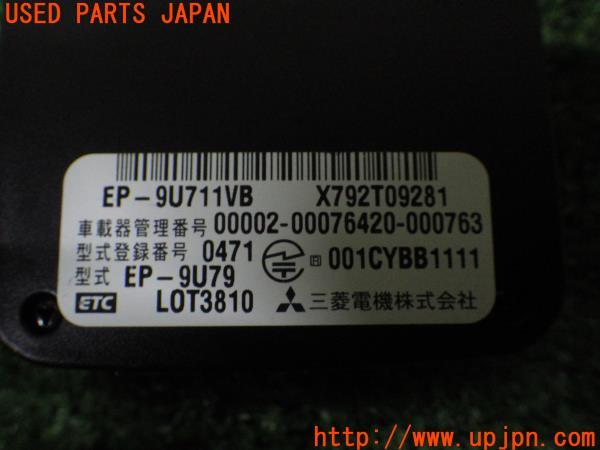 USED PARTS JAPAN
EP-9U711VB X792T09281
車載器管理番号 00002-00076420-000763
型式登録番号 0471 R 001CYBB1111
型式 EP-9U79
ETC LOT3810 三菱電機株式会社
http://www.upjpn.com